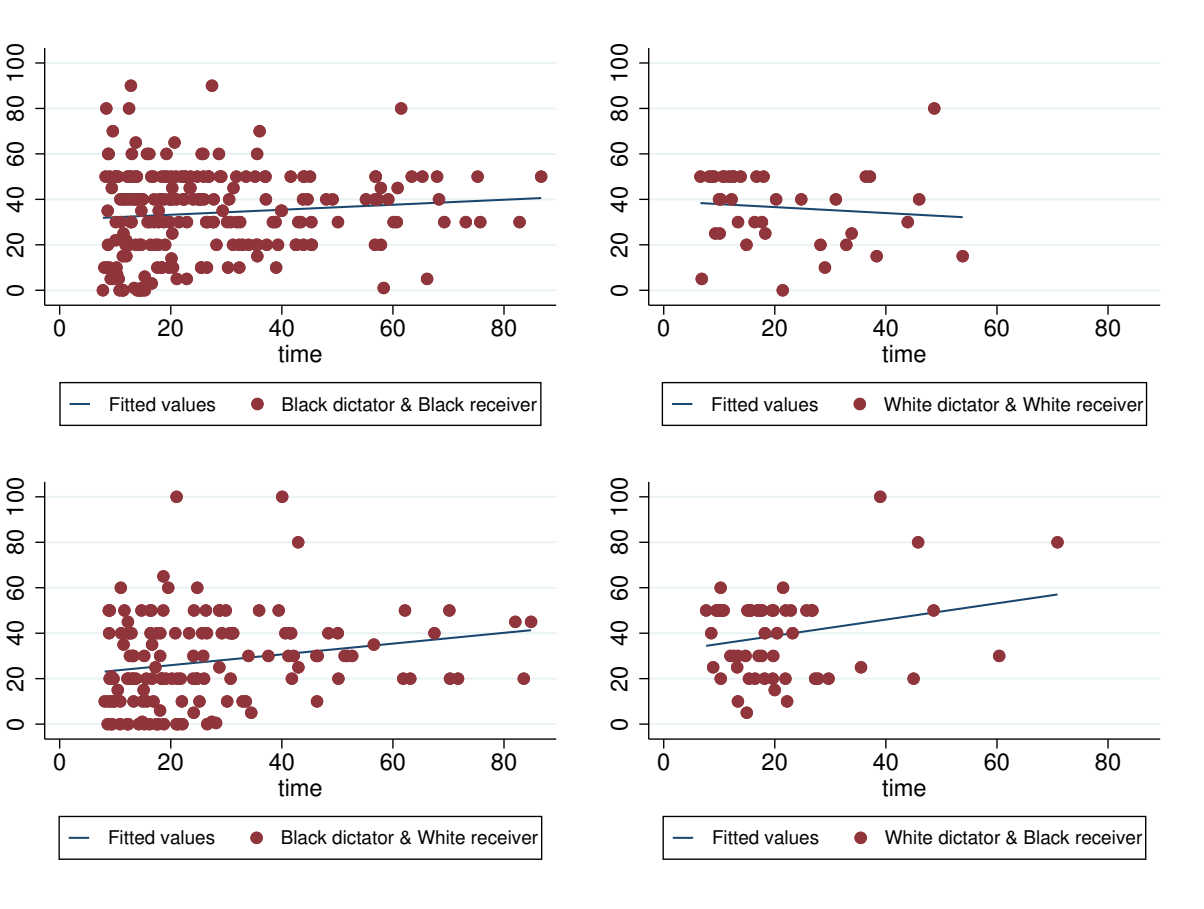 100
80
60
40
20
0
0 20 40 60 80
time
Fitted values Black dictator & Black receiver
100
80
60
40
20
0
0 20 40 60 80
time
Fitted values White dictator & White receiver
100
80
60
40
20
0
0 20 40 60 80
time
Fitted values Black dictator & White receiver
100
80
60
40
20
0
0 20 40 60 80
time
Fitted values White dictator & Black receiver